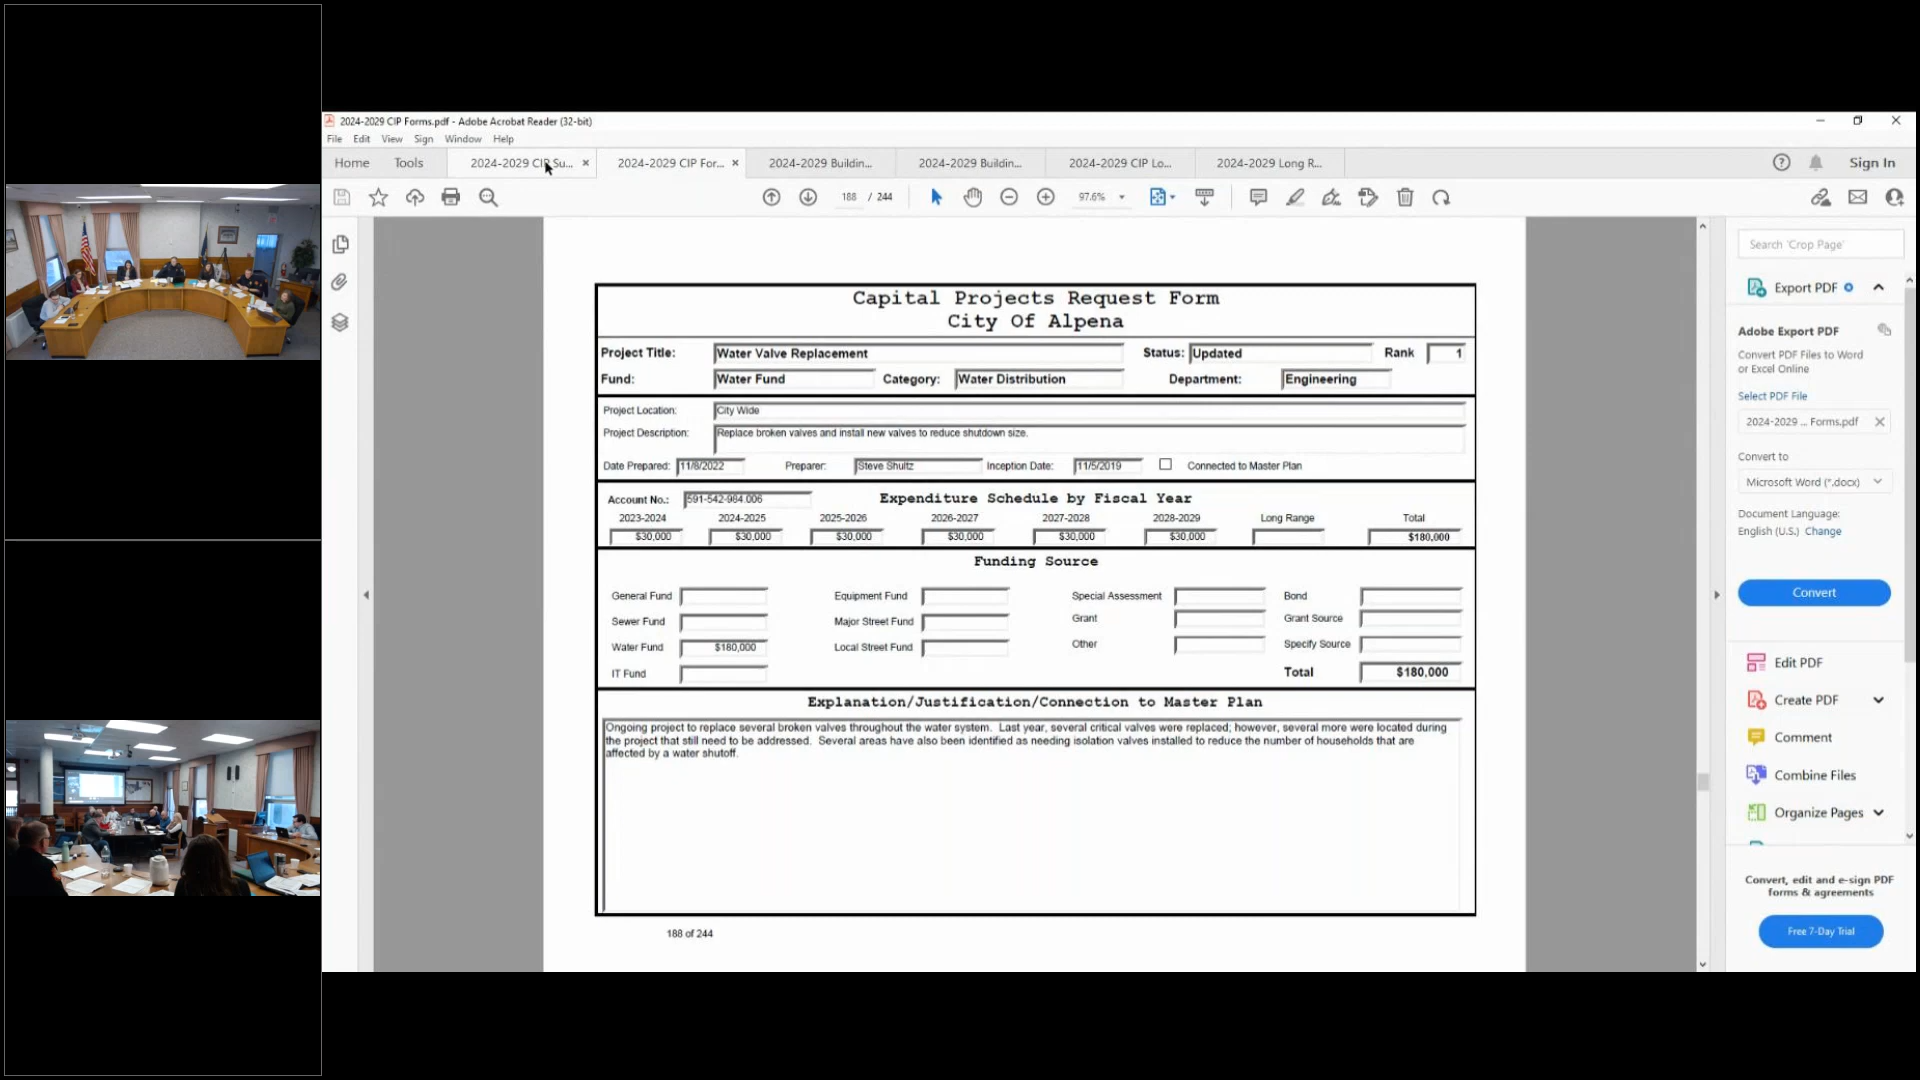 2024-2029 CIP Forms.pdf - Adobe Acrobat Reader (32-bit)
File Edit View Sign Window Help
Home Tools 2024-2029 CIP Su... 2024-2029 CIP For... 2024-2029 Buildin... 2024-2029 Buildin... 2024-2029 CIP Lo... 2024-2029 Long R... Sign In
188 / 244 97.6%
Search 'Crop Page'
Export PDF
Adobe Export PDF
Convert PDF Files to Word
or Excel Online
Select PDF File
2024-2029 ... Forms.pdf
Convert to
Microsoft Word (*.docx)
Document Language:
English (U.S.) Change
Convert
Edit PDF
Create PDF
Comment
Combine Files
Organize Pages
Convert, edit and e-sign PDF
forms & agreements
Free 7-Day Trial
Capital Projects Request Form
City Of Alpena
Project Title: Water Valve Replacement Status: Updated Rank 1
Fund: Water Fund Category: Water Distribution Department: Engineering
Project Location: City Wide
Project Description: Replace broken valves and install new valves to reduce shutdown size.
Date Prepared: 11/8/2022 Preparer: Steve Shultz Inception Date: 11/5/2019 Connected to Master Plan
Account No.: 591-542-984.006 Expenditure Schedule by Fiscal Year
2023-2024 2024-2025 2025-2026 2026-2027 2027-2028 2028-2029 Long Range Total
$30,000 $30,000 $30,000 $30,000 $30,000 $30,000 $180,000
Funding Source
General Fund Equipment Fund Special Assessment Bond
Sewer Fund Major Street Fund Grant Grant Source
Water Fund $180,000 Local Street Fund Other Specify Source
IT Fund Total $180,000
Explanation/Justification/Connection to Master Plan
Ongoing project to replace several broken valves throughout the water system. Last year, several critical valves were replaced; however, several more were located during
the project that still need to be addressed. Several areas have also been identified as needing isolation valves installed to reduce the number of households that are
affected by a water shutoff.
188 of 244